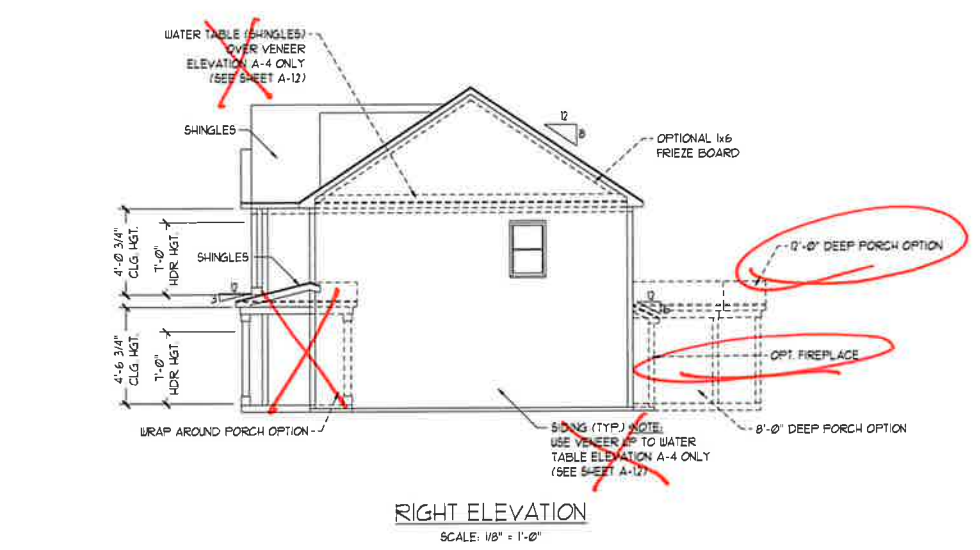 WATER TABLE (SHINGLES)
OVER VENEER
ELEVATION A-4 ONLY
(SEE SHEET A-12)
SHINGLES
12
8
OPTIONAL 1x6
FRIEZE BOARD
4'-0 3/4"
CLG. HGT.
7'-0"
HDR HGT.
SHINGLES
12
3
12'-0" DEEP PORCH OPTION
12
4'-6 3/4"
CLG. HGT.
7'-0"
HDR HGT.
OPT. FIREPLACE
WRAP AROUND PORCH OPTION
8'-0" DEEP PORCH OPTION
SIDING (TYP.) NOTE:
USE VENEER UP TO WATER
TABLE ELEVATION A-4 ONLY
(SEE SHEET A-12)
RIGHT ELEVATION
SCALE: 1/8" = 1'-0"